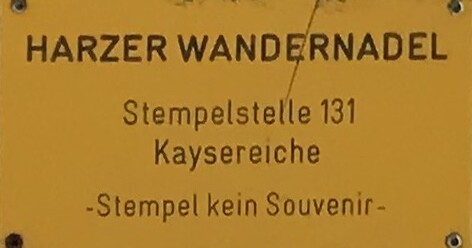 HARZER WANDERNADEL
Stempelstelle 131
Kaysereiche
-Stempel kein Souvenir-